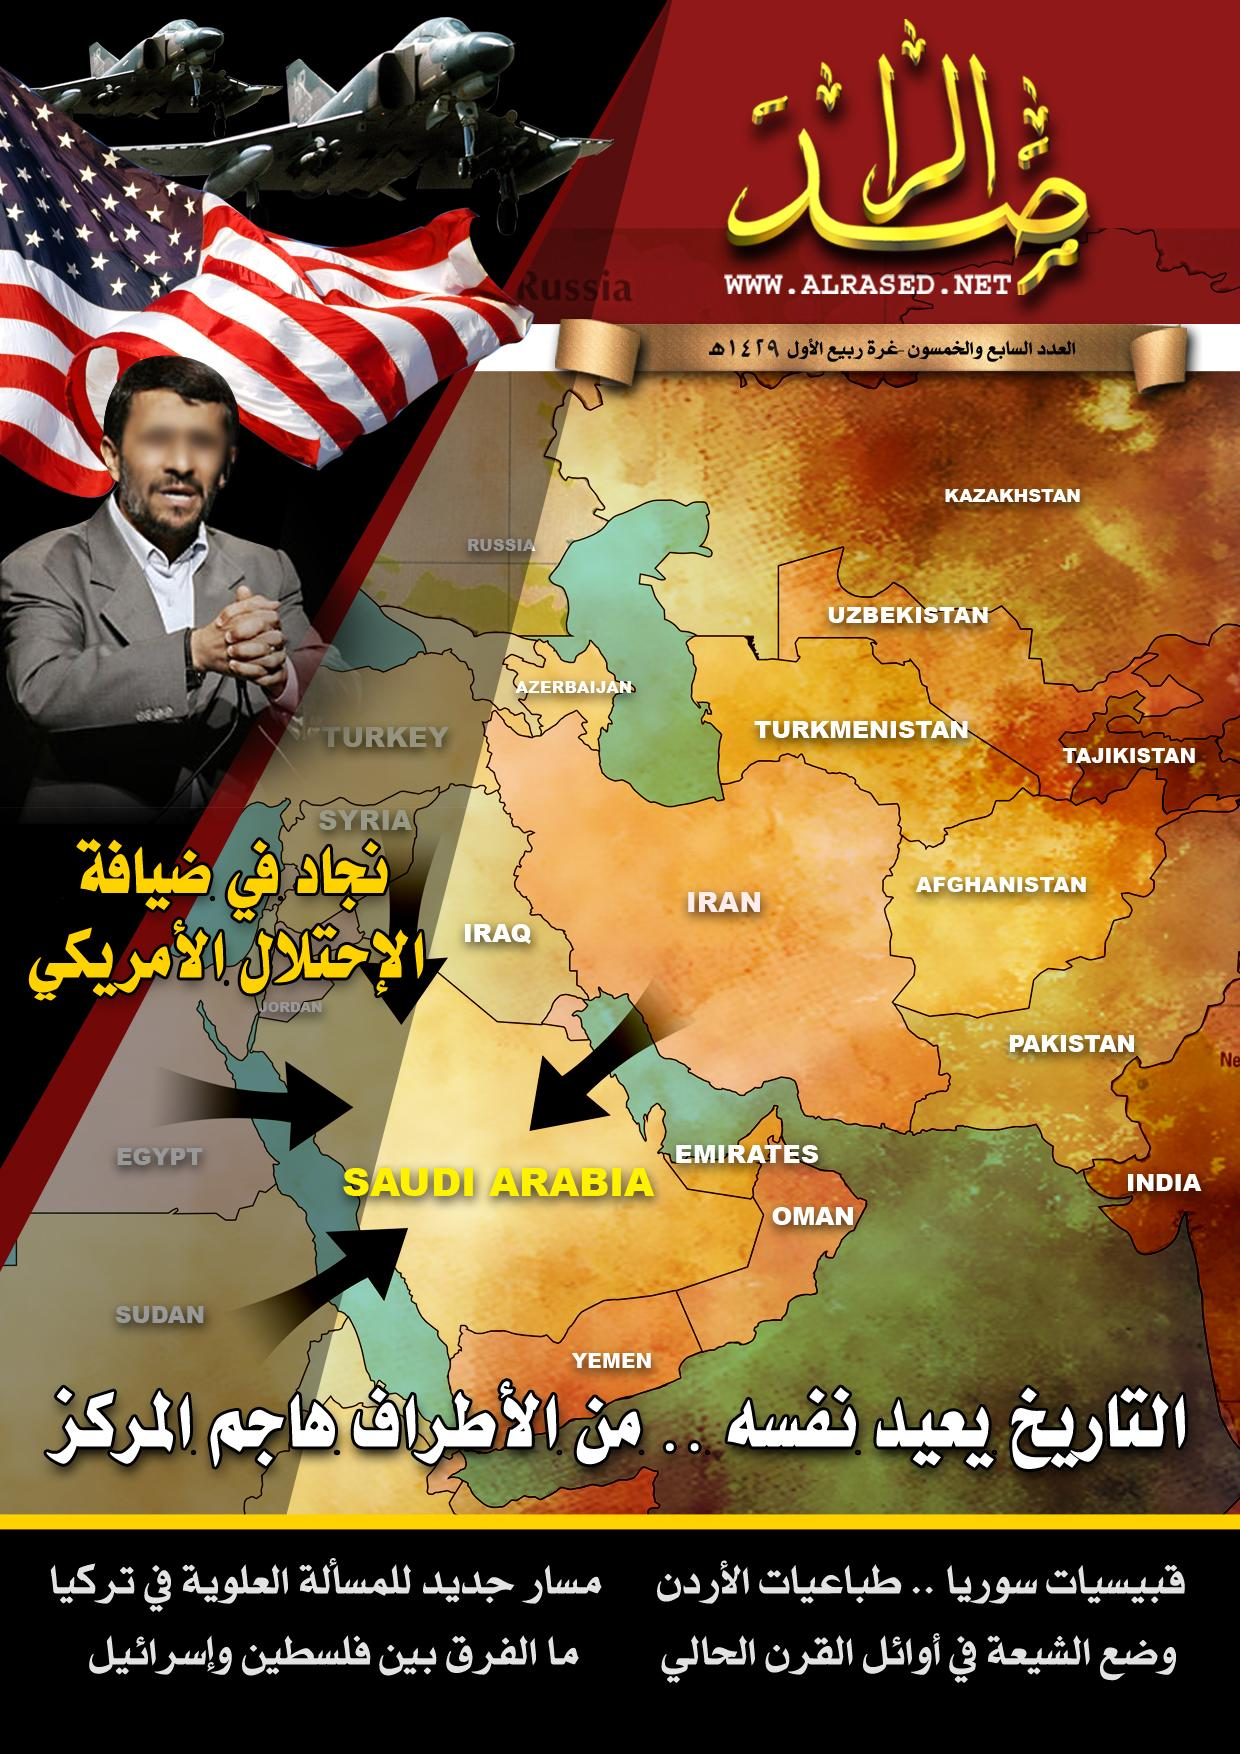 الراصد
WWW.ALRASED.NET
Russia
العدد السابع والخمسون -غرة ربيع الأول ١٤٢٩هـ
KAZAKHSTAN
RUSSIA
UZBEKISTAN
AZERBAIJAN
TURKMENISTAN
TURKEY
TAJIKISTAN
SYRIA
نجاد في ضيافة
الإحتلال الأمريكي
IRAN
AFGHANISTAN
IRAQ
JORDAN
PAKISTAN
Ne
EGYPT
EMIRATES
SAUDI ARABIA
INDIA
OMAN
SUDAN
YEMEN
التاريخ يعيد نفسه . . من الأطراف هاجم المركز
قبيسيات سوريا .. طباعيات الأردن
مسار جديد للمسألة العلوية في تركيا
وضع الشيعة في أوائل القرن الحالي
ما الفرق بين فلسطين وإسرائيل